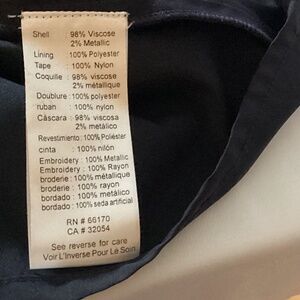 Shell 98% Viscose
2% Metallic
Lining 100% Polyester
Tape 100% Nylon
Coquille : 98% viscose
2% métallique
Doublure : 100% polyester
ruban : 100% nylon
Cáscara : 98% viscosa
2% metálico
Revestimiento : 100% Poliéster
cinta : 100% nilón
Embroidery : 100% Metallic
Embroidery : 100% Rayon
broderie : 100% métallique
broderie : 100% rayon
bordado : 100% metálico
bordado : 100% seda artificial
RN # 66170
CA # 32054
See reverse for care
Voir L'Inverse Pour Le Soin